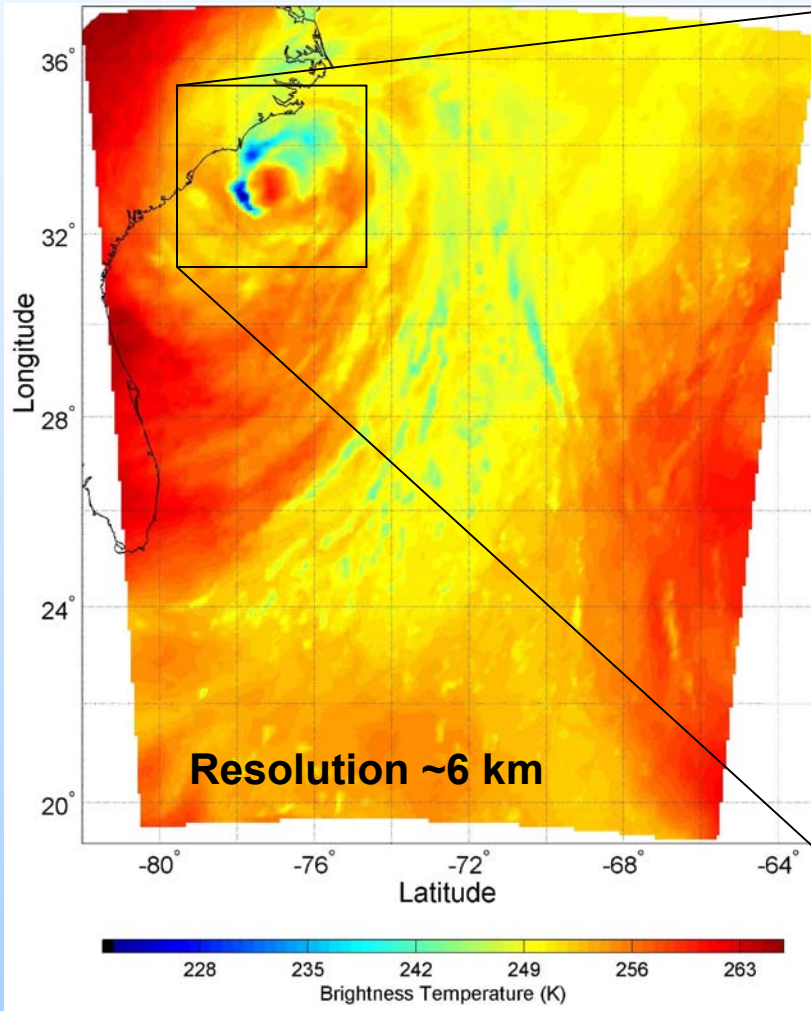 36°
32°
28°
24°
20°
Longitude
Resolution ~6 km
-80° -76° -72° -68° -64°
Latitude
228 235 242 249 256 263
Brightness Temperature (K)